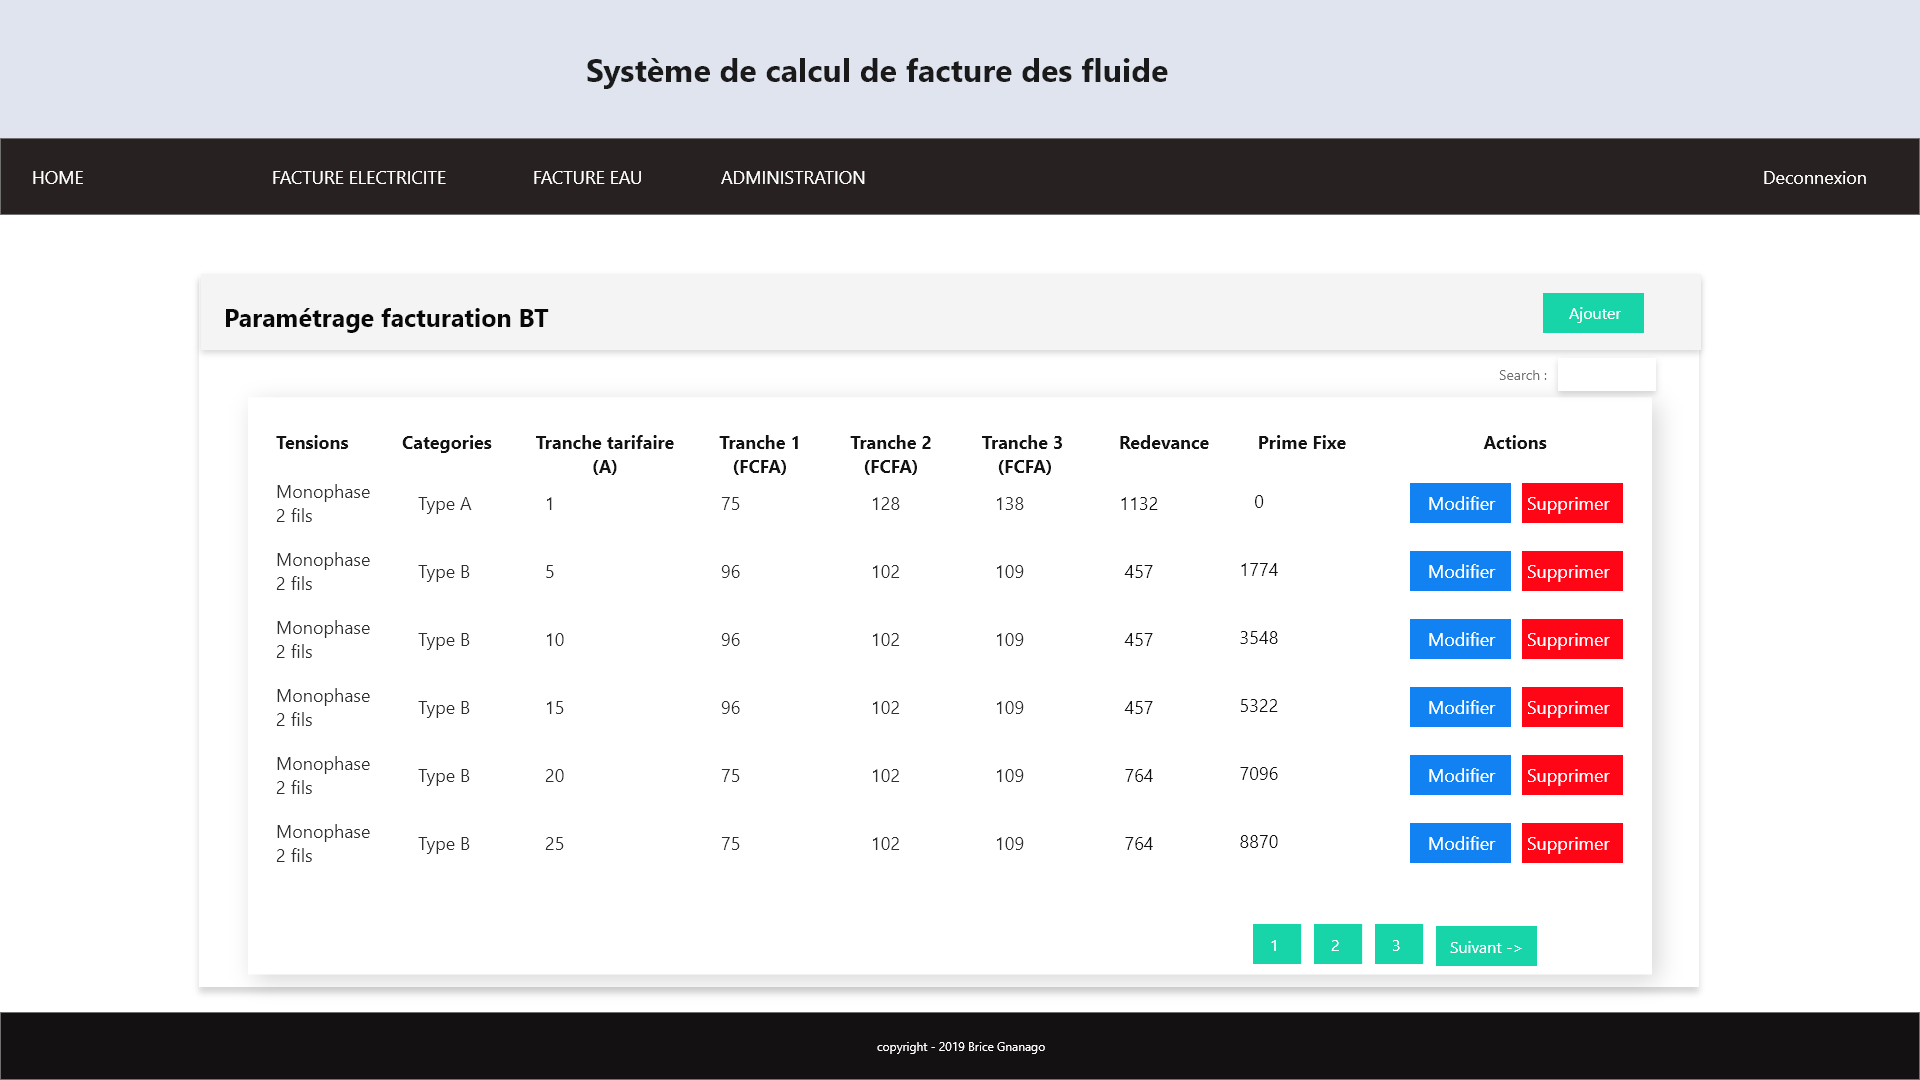 Système de calcul de facture des fluide
HOME FACTURE ELECTRICITE FACTURE EAU ADMINISTRATION Deconnexion
Paramétrage facturation BT Ajouter
Search :
Tensions Categories Tranche tarifaire (A) Tranche 1 (FCFA) Tranche 2 (FCFA) Tranche 3 (FCFA) Redevance Prime Fixe Actions
Monophase 2 fils Type A 1 75 128 138 1132 0 Modifier Supprimer
Monophase 2 fils Type B 5 96 102 109 457 1774 Modifier Supprimer
Monophase 2 fils Type B 10 96 102 109 457 3548 Modifier Supprimer
Monophase 2 fils Type B 15 96 102 109 457 5322 Modifier Supprimer
Monophase 2 fils Type B 20 75 102 109 764 7096 Modifier Supprimer
Monophase 2 fils Type B 25 75 102 109 764 8870 Modifier Supprimer
1 2 3 Suivant ->
copyright - 2019 Brice Gnanago